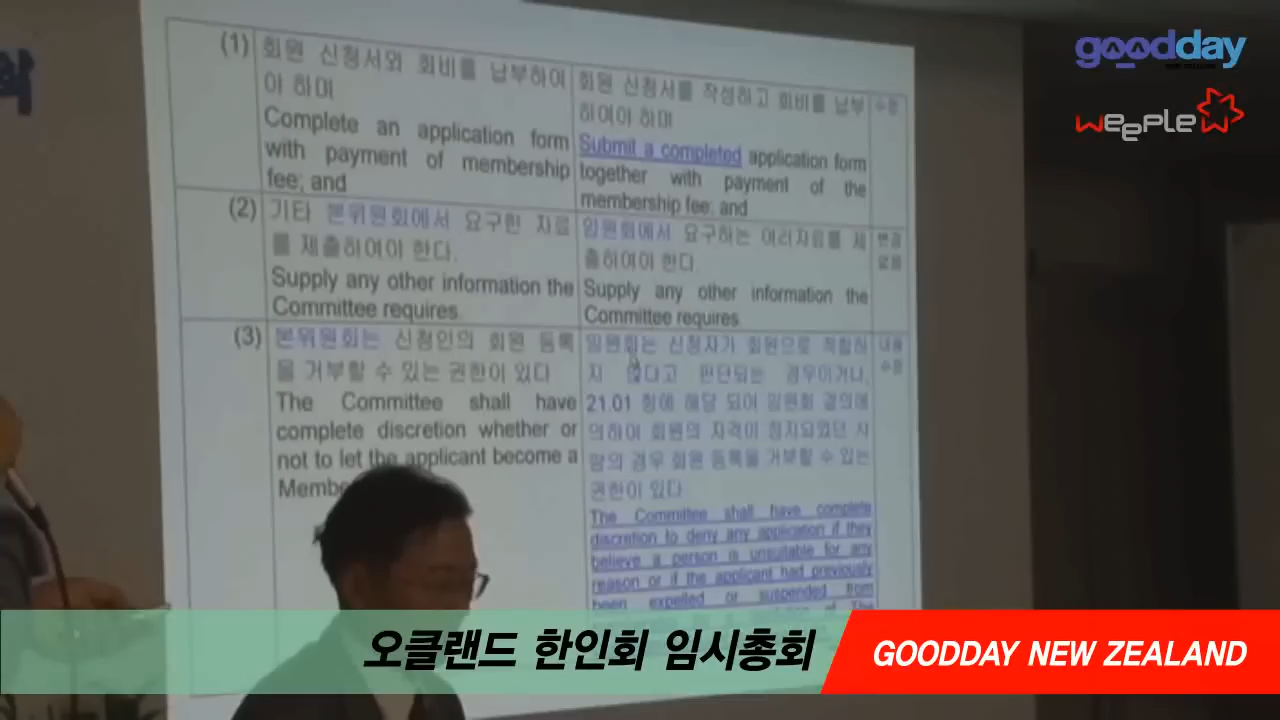 goodday
weeple
회
(1)
회원 신청서와 회비를 납부하여
야 하며
Complete an application form
with payment of membership
fee; and
회원 신청서를 작성하고 회비를 납부
하여야 하며
Submit a completed application form
together with payment of the
membership fee; and
수정
(2)
기타 본위원회에서 요구한 자료
를 제출하여야 한다.
Supply any other information the
Committee requires.
임원회에서 요구하는 여러자료를 제
출하여야 한다.
Supply any other information the
Committee requires
변경
없음
(3)
본위원회는 신청인의 회원 등록
을 거부할 수 있는 권한이 있다
The Committee shall have
complete discretion whether or
not to let the applicant become a
Membe
임원회는 신청자가 회원으로 적합하
지 않다고 판단되는 경우이거나,
21.01 항에 해당 되어 임원회 결의에
의하여 회원의 자격이 정지되었던 사
람의 경우 회원 등록을 거부할 수 있는
권한이 있다
The Committee shall have complete
discretion to deny any application if they
believe a person is unsuitable for any
reason or if the applicant had previously
been expelled or suspended from
내용
수정
오클랜드 한인회 임시총회
GOODDAY NEW ZEALAND